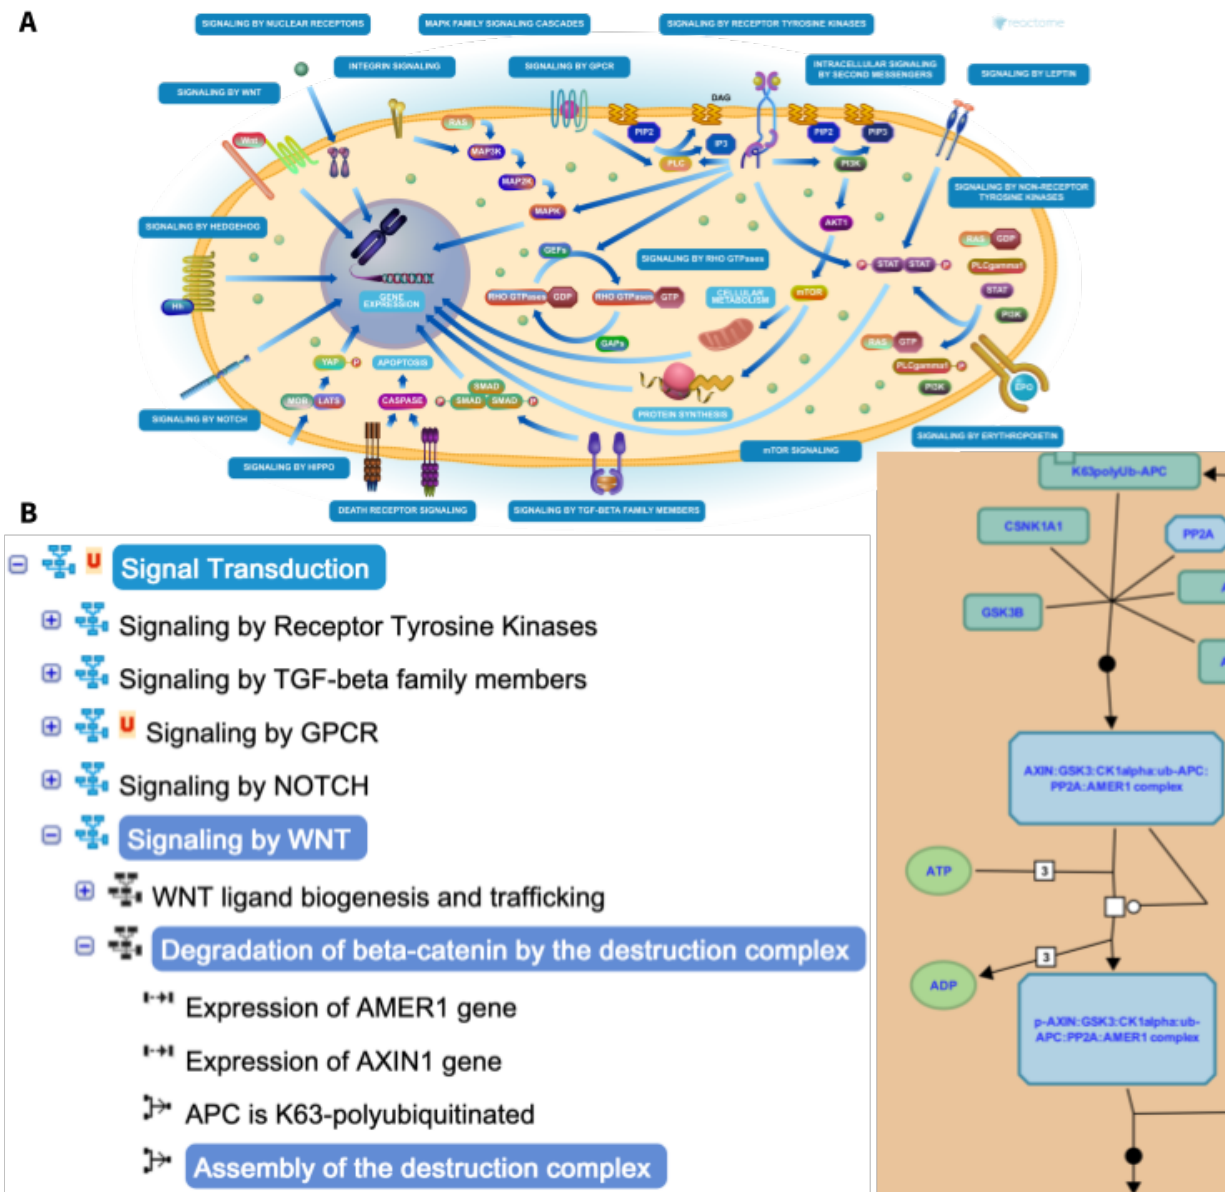 A
SIGNALING BY NUCLEAR RECEPTORS
MAPK FAMILY SIGNALING CASCADES
SIGNALING BY RECEPTOR TYROSINE KINASES
reactome
INTEGRIN SIGNALING
SIGNALING BY GPCR
INTRACELLULAR SIGNALING
BY SECOND MESSENGERS
SIGNALING BY LEPTIN
SIGNALING BY WNT
DAG
RAS
PIP2
IP3
PIP2
PIP3
Wnt
MAP3K
PLC
PI3K
MAP2K
SIGNALING BY NON-RECEPTOR
TYROSINE KINASES
MAPK
AKT1
SIGNALING BY HEDGEHOG
RAS
GDP
GEFs
SIGNALING BY RHO GTPases
P
STAT
STAT
P
PLCgamma1
GENE
EXPRESSION
RHO GTPases
GDP
RHO GTPases
GTP
CELLULAR
METABOLISM
mTOR
STAT
Hh
PI3K
GAPs
RAS
GTP
YAP
P
APOPTOSIS
PLCgamma1
P
SMAD
PI3K
EPO
MOB
LATS
CASPASE
P
SMAD
SMAD
P
PROTEIN SYNTHESIS
SIGNALING BY NOTCH
SIGNALING BY ERYTHROPOIETIN
mTOR SIGNALING
SIGNALING BY HIPPO
DEATH RECEPTOR SIGNALING
SIGNALING BY TGF-BETA FAMILY MEMBERS
B
U
Signal Transduction
Signaling by Receptor Tyrosine Kinases
Signaling by TGF-beta family members
U
Signaling by GPCR
Signaling by NOTCH
Signaling by WNT
WNT ligand biogenesis and trafficking
Degradation of beta-catenin by the destruction complex
Expression of AMER1 gene
Expression of AXIN1 gene
APC is K63-polyubiquitinated
Assembly of the destruction complex
K63polyUb-APC
CSNK1A1
PP2A
A
GSK3B
A
AXIN:GSK3:CK1alpha:ub-APC:
PP2A:AMER1 complex
ATP
3
3
ADP
p-AXIN:GSK3:CK1alpha:ub-
APC:PP2A:AMER1 complex